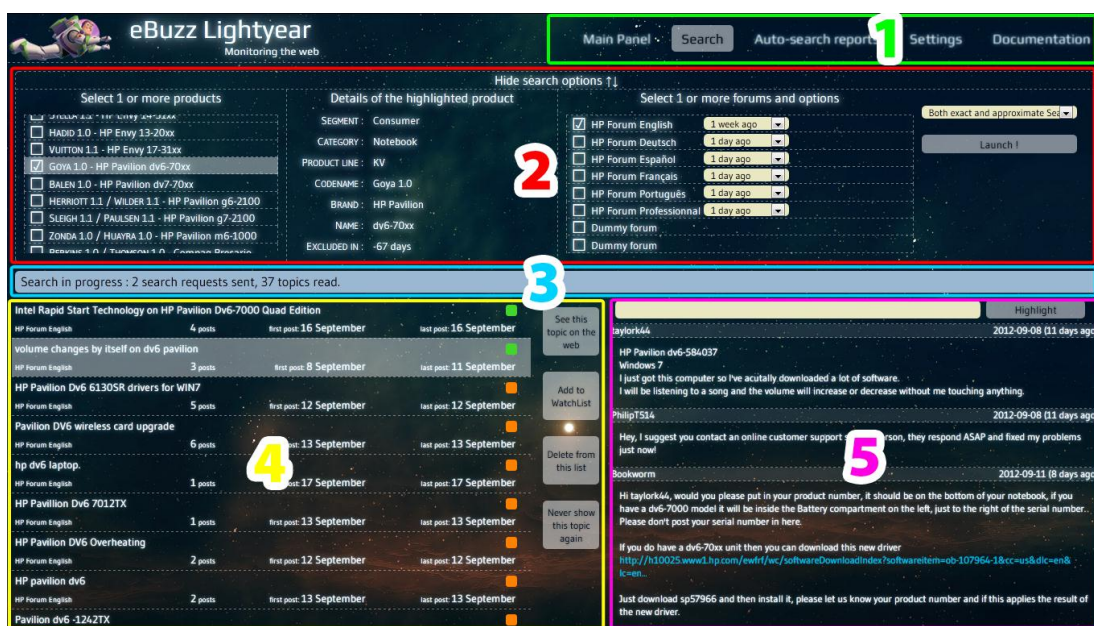 eBuzz Lightyear
Monitoring the web
Main Panel Search Auto-search reports Settings Documentation
1
Hide search options ↑↓
Select 1 or more products
HADID 1.0 - HP Envy 13-20xx
VUITTON 1.1 - HP Envy 17-31xx
GOYA 1.0 - HP Pavilion dv6-70xx
BALEN 1.0 - HP Pavilion dv7-70xx
HERRIOTT 1.1 / WILDER 1.1 - HP Pavilion g6-2100
SLEIGH 1.1 / PAULSEN 1.1 - HP Pavilion g7-2100
ZONDA 1.0 / HUAYRA 1.0 - HP Pavilion m6-1000
Details of the highlighted product
SEGMENT : Consumer
CATEGORY : Notebook
PRODUCT LINE : KV
CODENAME : Goya 1.0
BRAND : HP Pavilion
NAME : dv6-70xx
EXCLUDED IN : -67 days
2
Select 1 or more forums and options
HP Forum English 1 week ago
HP Forum Deutsch 1 day ago
HP Forum Español 1 day ago
HP Forum Français 1 day ago
HP Forum Português 1 day ago
HP Forum Professionnal 1 day ago
Dummy forum
Dummy forum
Both exact and approximate Sea
Launch !
Search in progress : 2 search requests sent, 37 topics read.
3
Intel Rapid Start Technology on HP Pavilion Dv6-7000 Quad Edition
HP Forum English 4 posts first post: 16 September last post: 16 September
volume changes by itself on dv6 pavilion
HP Forum English 3 posts first post: 8 September last post: 11 September
HP Pavilion Dv6 6130SR drivers for WIN7
HP Forum English 5 posts first post: 12 September last post: 12 September
Pavilion DV6 wireless card upgrade
HP Forum English 6 posts post: 13 September last post: 13 September
hp dv6 laptop.
HP Forum English 1 posts post: 17 September last post: 17 September
HP Pavillion Dv6 7012TX
HP Forum English 1 posts first post: 13 September last post: 13 September
HP Pavilion DV6 Overheating
HP Forum English 2 posts first post: 13 September last post: 13 September
HP pavilion dv6
HP Forum English 2 posts first post: 13 September last post: 13 September
Pavilion dv6 -1242TX
4
See this
topic on the
web
Add to
WatchList
Delete from
this list
Never show
this topic
again
Highlight
taylork44 2012-09-08 (11 days ago
HP Pavilion dv6-584037
Windows 7
I just got this computer so I've acutally downloaded a lot of software.
I will be listening to a song and the volume will increase or decrease without me touching anything.
PhilipTS14 2012-09-08 (11 days ago
Hey, I suggest you contact an online customer support person, they respond ASAP and fixed my problems
just now!
5
Bookworm 2012-09-11 (8 days ago
Hi taylork44, would you please put in your product number, it should be on the bottom of your notebook, if you
have a dv6-7000 model it will be inside the Battery compartment on the left, just to the right of the serial number..
Please don't post your serial number in here.
If you do have a dv6-70xx unit then you can download this new driver
http://h10025.www1.hp.com/ewfrf/wc/softwareDownloadIndex?softwareitem=ob-107964-1&cc=us&dlc=en&
lc=en...
Just download sp57966 and then install it, please let us know your product number and if this applies the result of
the new driver.